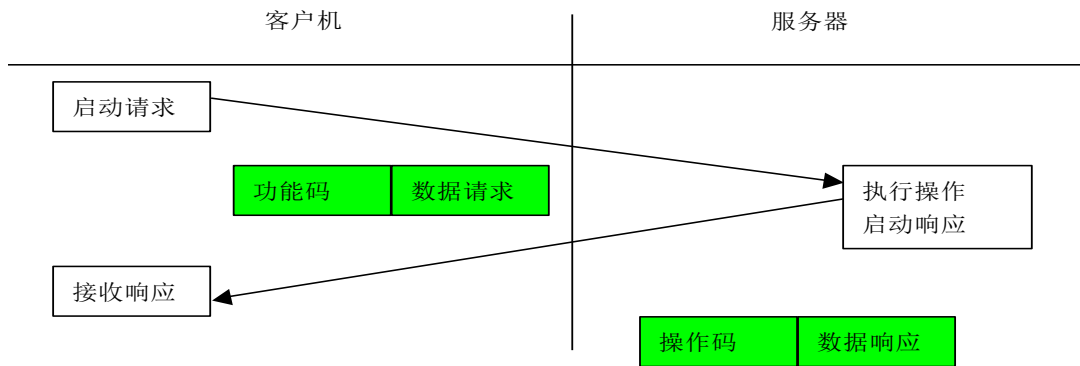 客户机
服务器
启动请求
功能码
数据请求
执行操作
启动响应
接收响应
操作码
数据响应